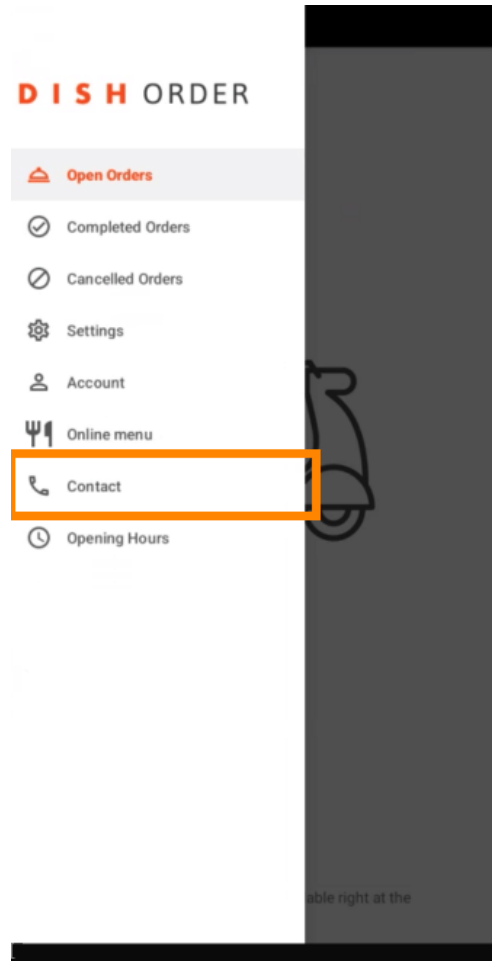 DISH ORDER
Open Orders
Completed Orders
Cancelled Orders
Settings
Account
Online menu
Contact
Opening Hours
able right at the